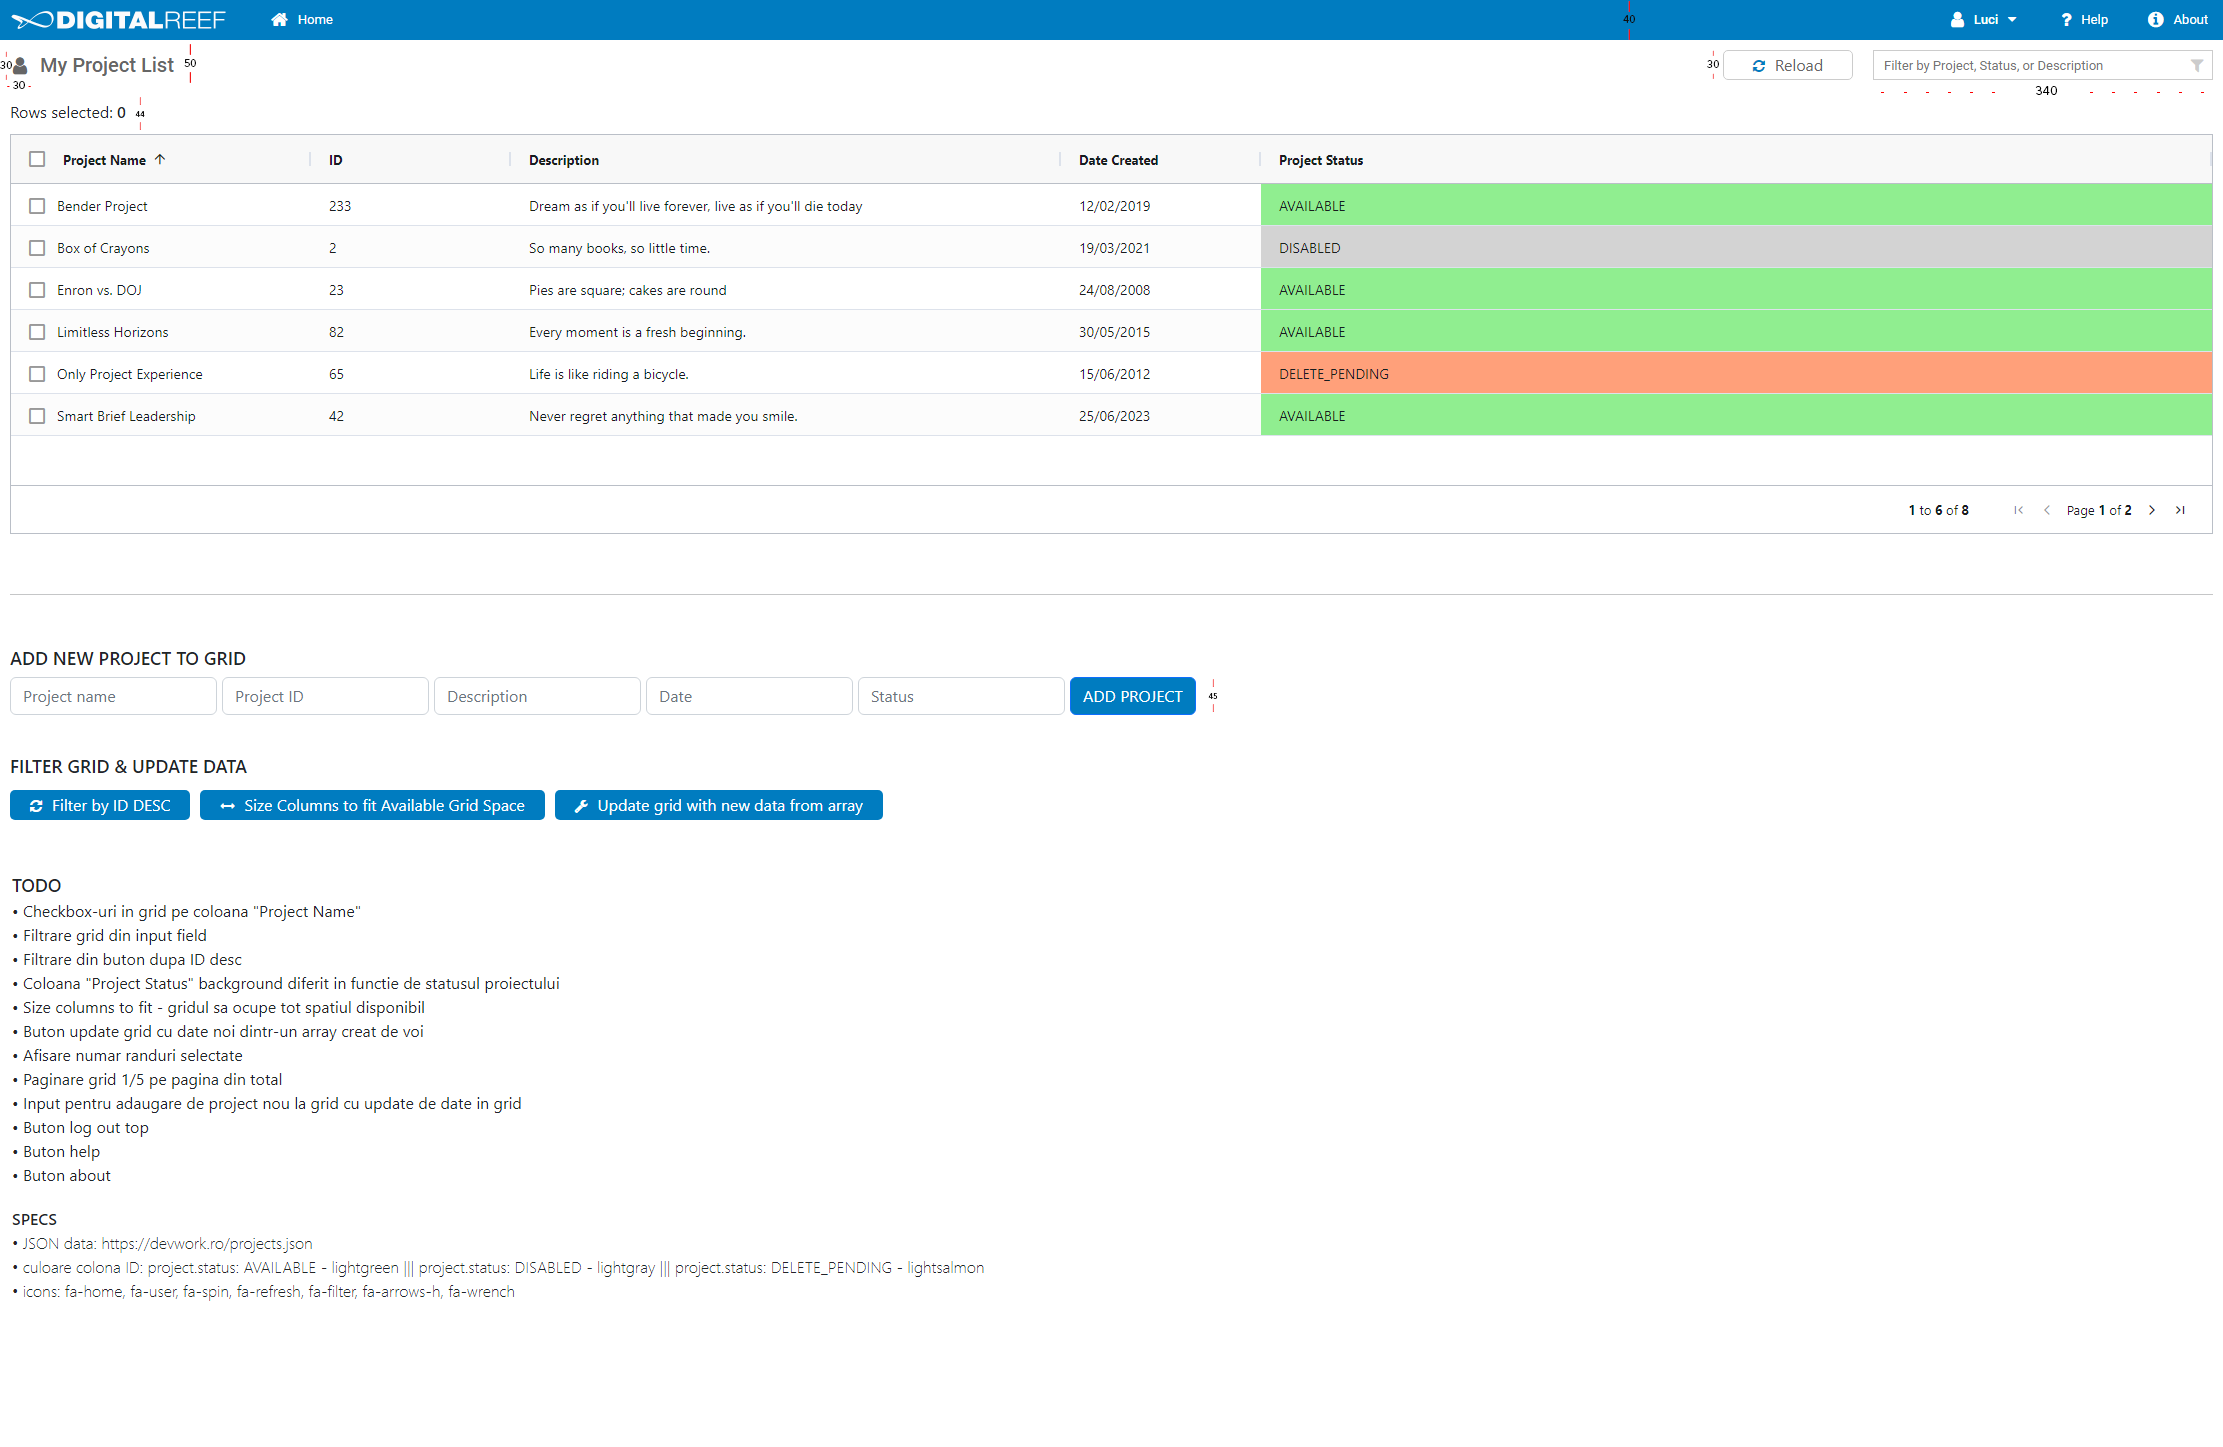 DIGITALREEF Home 40 Luci Help About
30 My Project List 50 30 Reload Filter by Project, Status, or Description
30 340
Rows selected: 0 44
Project Name ID Description Date Created Project Status
Bender Project 233 Dream as if you'll live forever, live as if you'll die today 12/02/2019 AVAILABLE
Box of Crayons 2 So many books, so little time. 19/03/2021 DISABLED
Enron vs. DOJ 23 Pies are square; cakes are round 24/08/2008 AVAILABLE
Limitless Horizons 82 Every moment is a fresh beginning. 30/05/2015 AVAILABLE
Only Project Experience 65 Life is like riding a bicycle. 15/06/2012 DELETE_PENDING
Smart Brief Leadership 42 Never regret anything that made you smile. 25/06/2023 AVAILABLE
1 to 6 of 8 Page 1 of 2
ADD NEW PROJECT TO GRID
Project name Project ID Description Date Status ADD PROJECT 45
FILTER GRID & UPDATE DATA
Filter by ID DESC Size Columns to fit Available Grid Space Update grid with new data from array
TODO
• Checkbox-uri in grid pe coloana "Project Name"
• Filtrare grid din input field
• Filtrare din buton dupa ID desc
• Coloana "Project Status" background diferit in functie de statusul proiectului
• Size columns to fit - gridul sa ocupe tot spatiul disponibil
• Buton update grid cu date noi dintr-un array creat de voi
• Afisare numar randuri selectate
• Paginare grid 1/5 pe pagina din total
• Input pentru adaugare de project nou la grid cu update de date in grid
• Buton log out top
• Buton help
• Buton about
SPECS
• JSON data: https://devwork.ro/projects.json
• culoare colona ID: project.status: AVAILABLE - lightgreen ||| project.status: DISABLED - lightgray ||| project.status: DELETE_PENDING - lightsalmon
• icons: fa-home, fa-user, fa-spin, fa-refresh, fa-filter, fa-arrows-h, fa-wrench